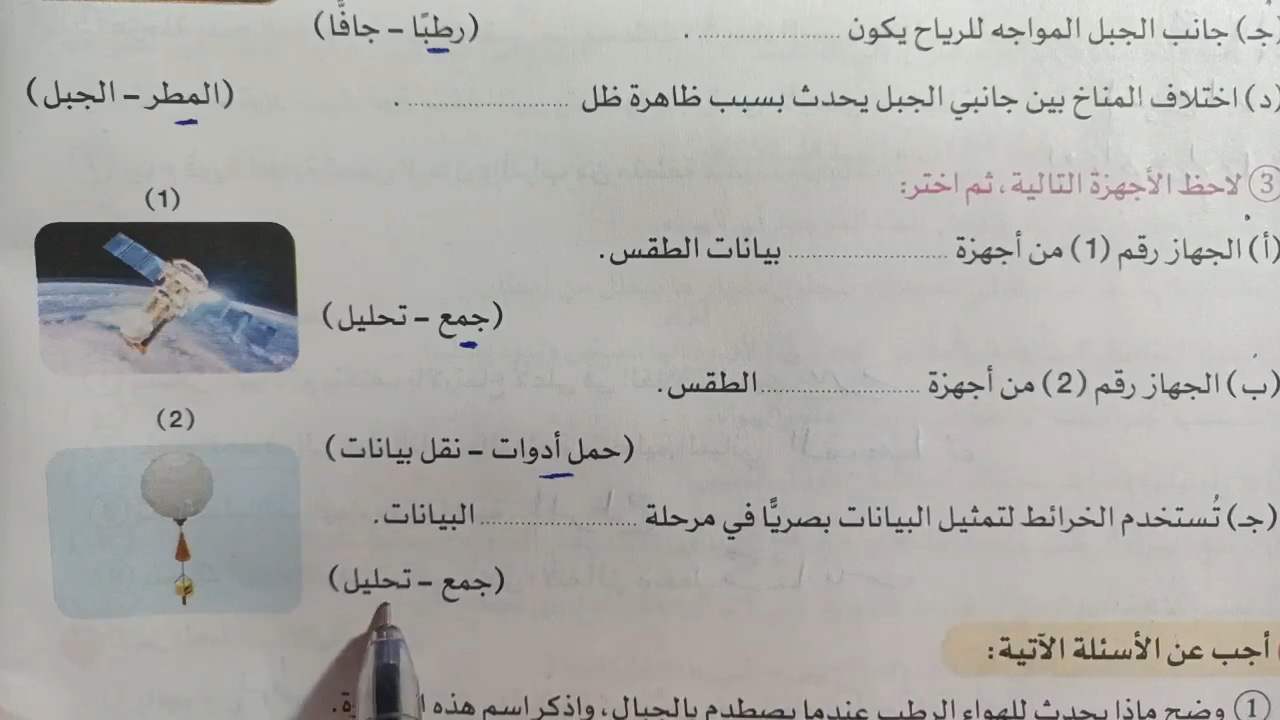 (جـ) جانب الجبل المواجه للرياح يكون ............ . (رطبًا – جافًّا)
(د) اختلاف المناخ بين جانبي الجبل يحدث بسبب ظاهرة ظل ............ . (المطر – الجبل)
③ لاحظ الأجهزة التالية، ثم اختر:
(1)
(أ) الجهاز رقم (1) من أجهزة ............ بيانات الطقس.
(جمع – تحليل)
(ب) الجهاز رقم (2) من أجهزة ............ الطقس.
(2)
(حمل أدوات – نقل بيانات)
(جـ) تُستخدم الخرائط لتمثيل البيانات بصريًّا في مرحلة ............ البيانات.
(جمع – تحليل)
أجب عن الأسئلة الآتية:
① وضح ماذا يحدث للهواء الرطب عندما يصطدم بالجبال، واذكر اسم هذه